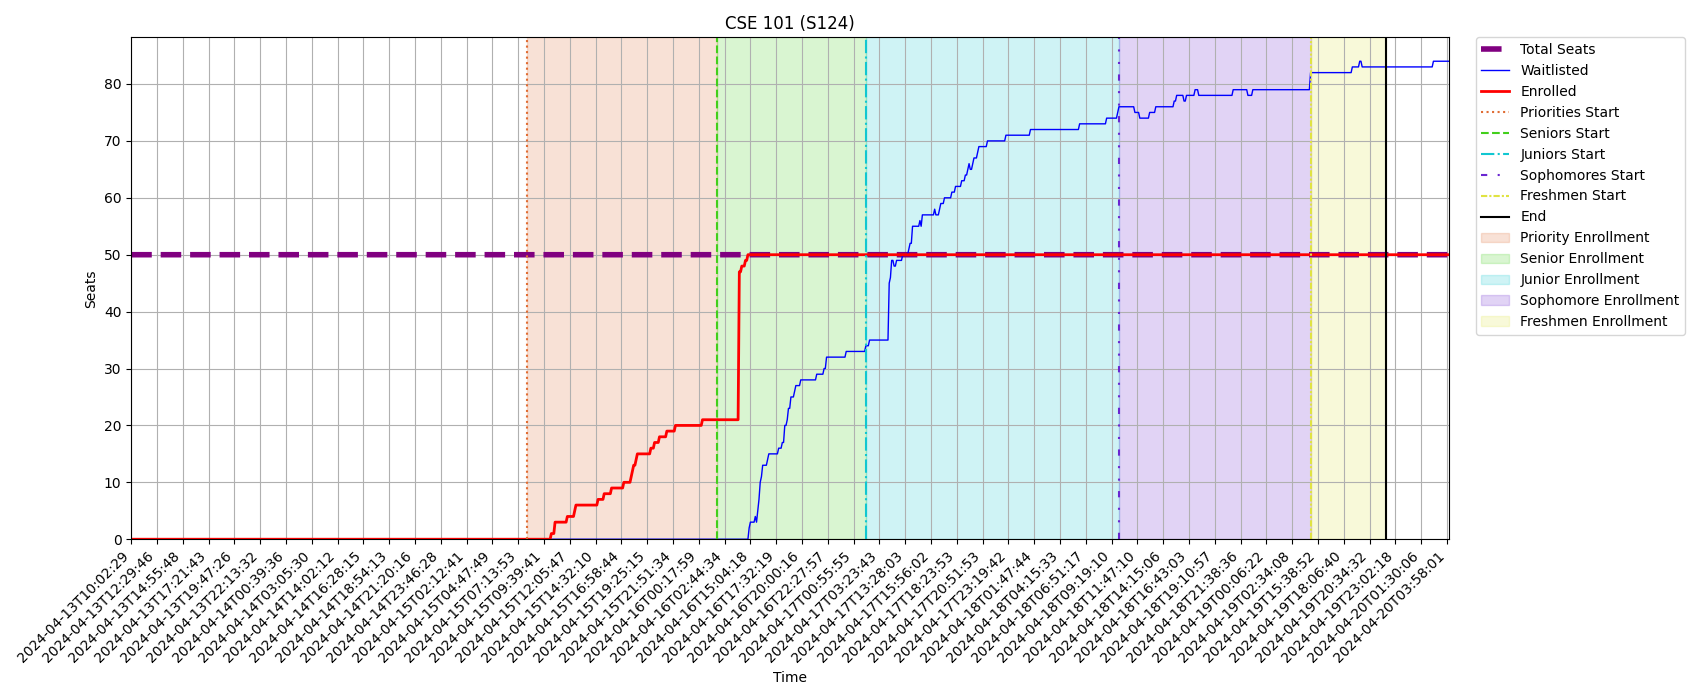 CSE 101 (S124)
Seats
80
70
60
50
40
30
20
10
0
Total Seats
Waitlisted
Enrolled
Priorities Start
Seniors Start
Juniors Start
Sophomores Start
Freshmen Start
End
Priority Enrollment
Senior Enrollment
Junior Enrollment
Sophomore Enrollment
Freshmen Enrollment
2024-04-13T10:02:29
2024-04-13T12:29:46
2024-04-13T14:55:48
2024-04-13T17:21:43
2024-04-13T19:47:26
2024-04-13T22:13:32
2024-04-14T00:39:36
2024-04-14T03:05:30
2024-04-14T14:02:12
2024-04-14T16:28:15
2024-04-14T18:54:13
2024-04-14T21:20:16
2024-04-14T23:46:28
2024-04-15T02:12:41
2024-04-15T04:47:49
2024-04-15T07:13:53
2024-04-15T09:39:41
2024-04-15T12:05:47
2024-04-15T14:32:10
2024-04-15T16:58:44
2024-04-15T19:25:15
2024-04-15T21:51:34
2024-04-16T00:17:59
2024-04-16T02:44:34
2024-04-16T15:04:18
2024-04-16T17:32:19
2024-04-16T20:00:16
2024-04-16T22:27:57
2024-04-17T00:55:55
2024-04-17T03:23:43
2024-04-17T13:28:03
2024-04-17T15:56:02
2024-04-17T18:23:53
2024-04-17T20:51:53
2024-04-17T23:19:42
2024-04-18T01:47:44
2024-04-18T04:15:33
2024-04-18T06:51:17
2024-04-18T09:19:10
2024-04-18T11:47:10
2024-04-18T14:15:06
2024-04-18T16:43:03
2024-04-18T19:10:57
2024-04-18T21:38:36
2024-04-19T00:06:22
2024-04-19T02:34:08
2024-04-19T15:38:52
2024-04-19T18:06:40
2024-04-19T20:34:32
2024-04-19T23:02:18
2024-04-20T01:30:06
2024-04-20T03:58:01
Time